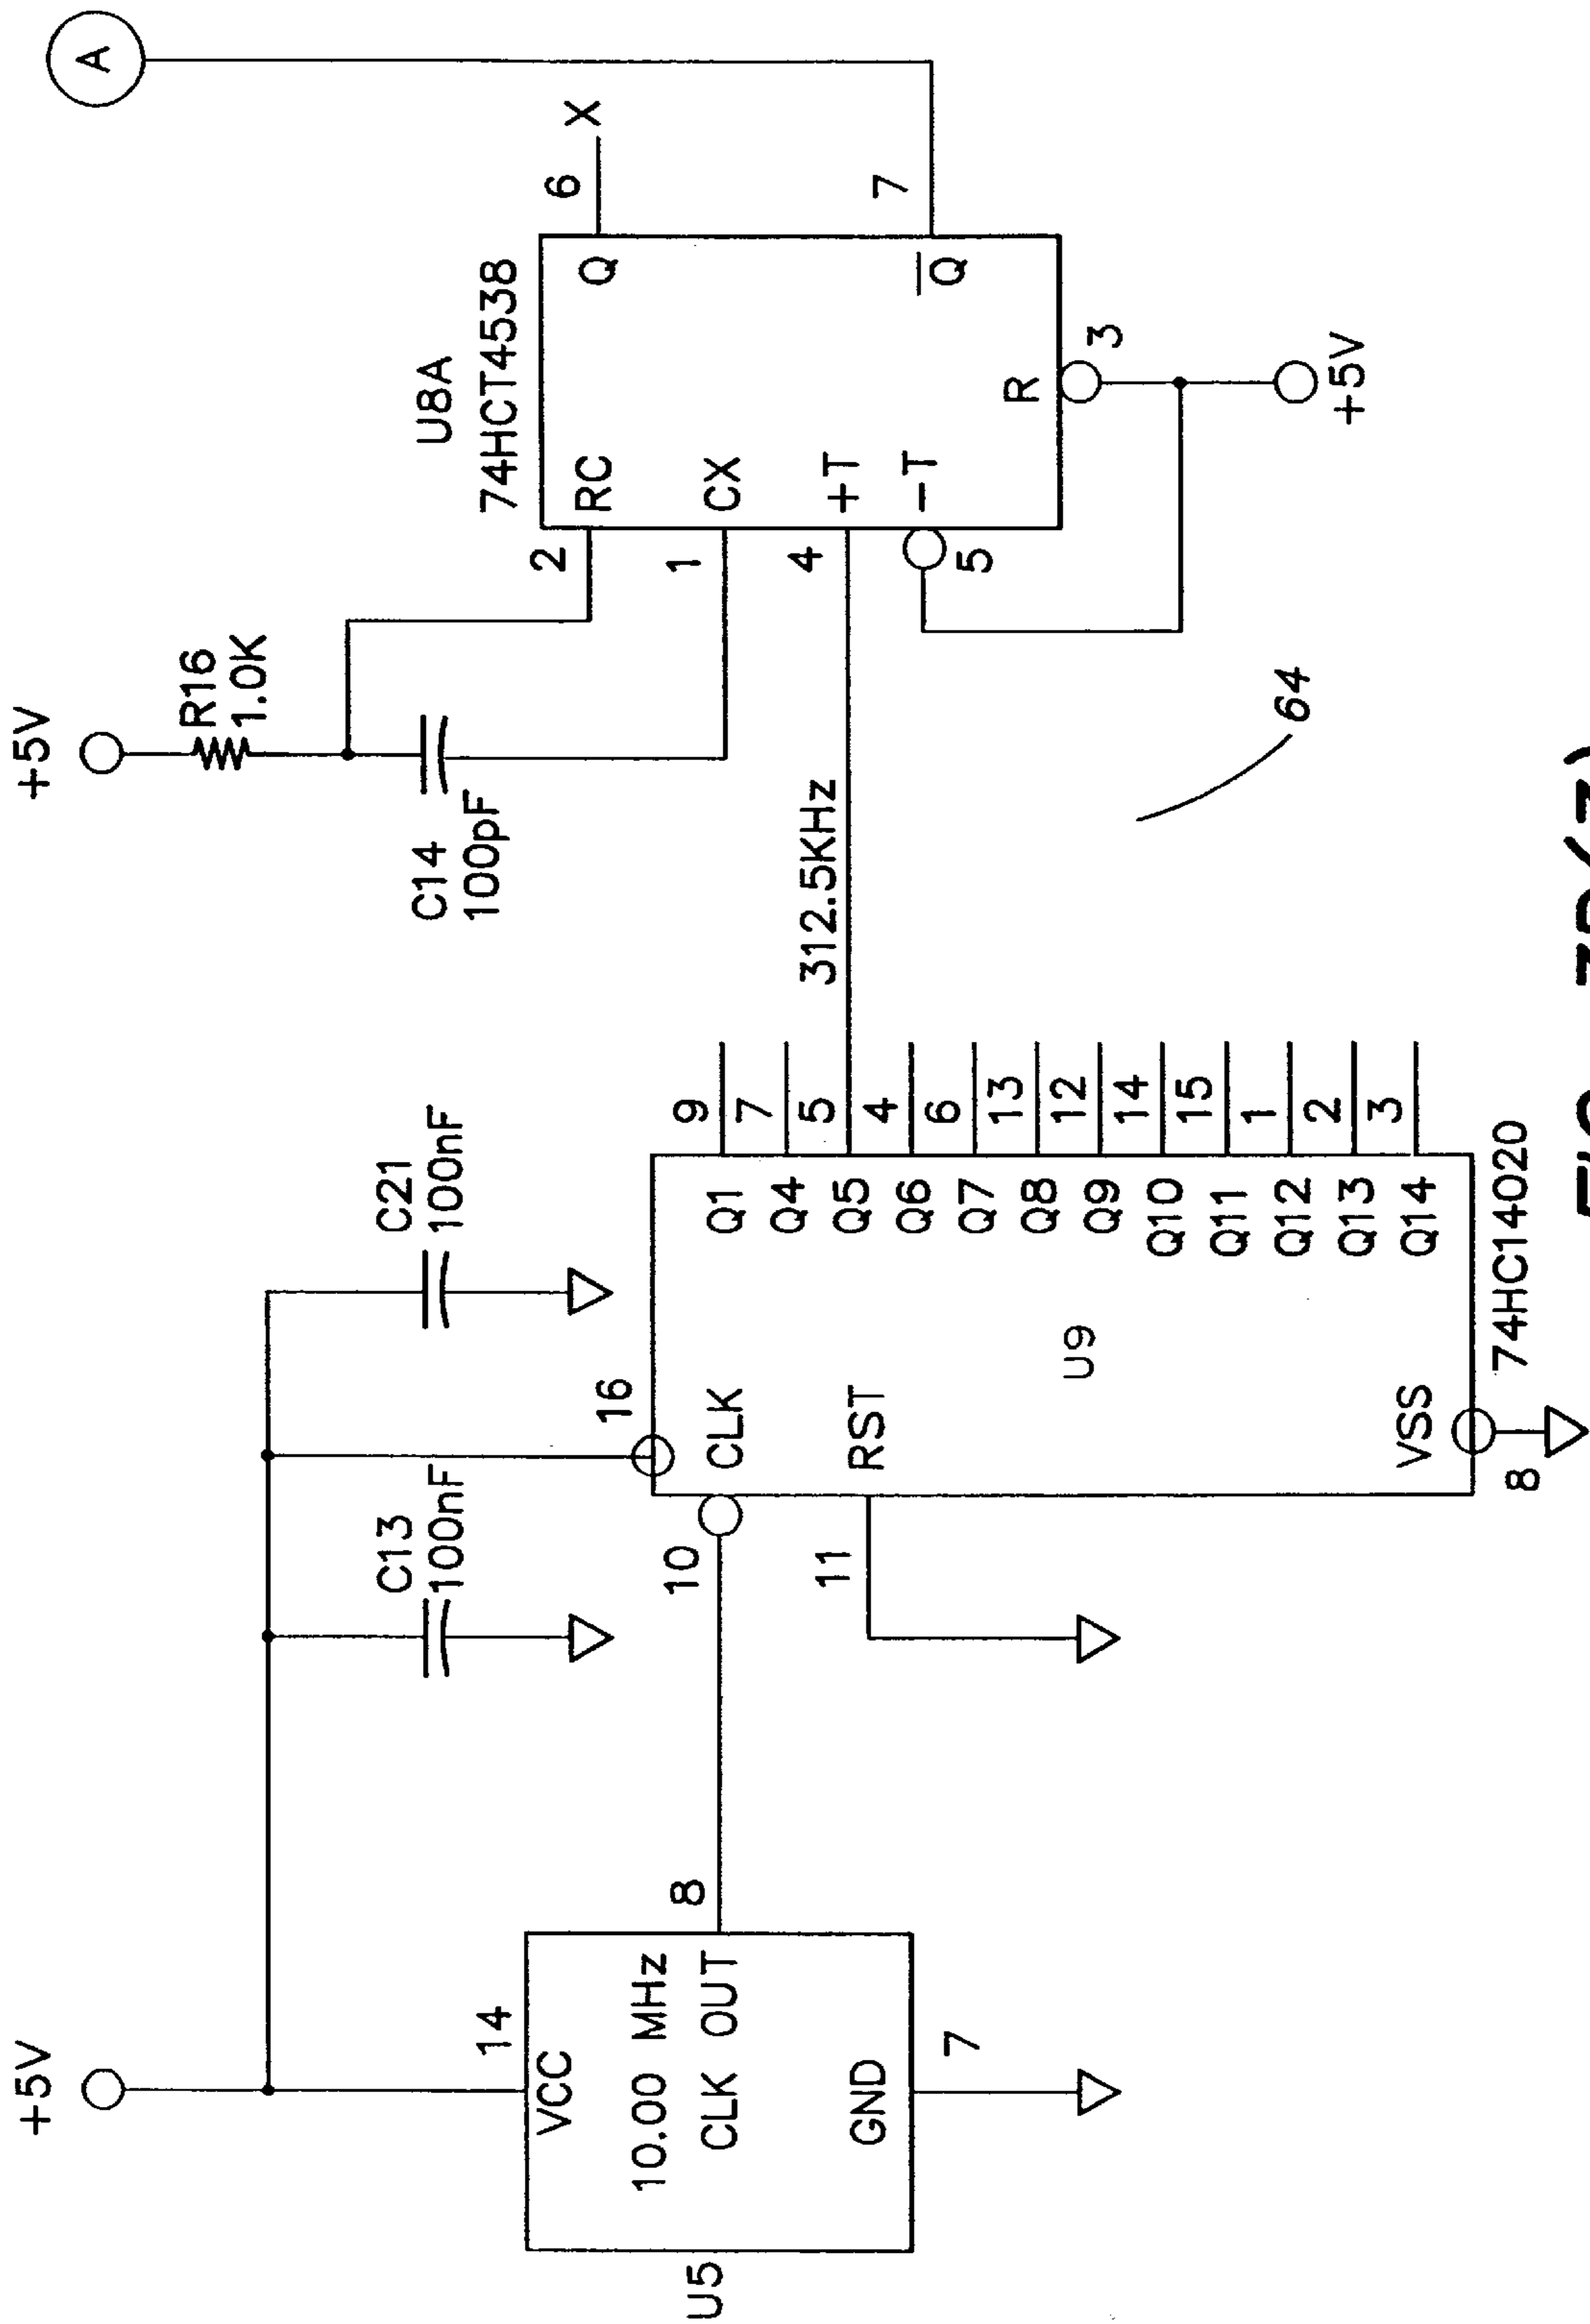 +5V
U5
VCC
14
10.00 MHz
CLK OUT
8
GND
7
C13
100nF
C21
100nF
16
10
CLK
11
RST
U9
VSS
8
74HC14020
Q1
9
Q4
7
Q5
5
Q6
4
Q7
6
Q8
13
Q9
12
Q10
14
Q11
15
Q12
1
Q13
2
Q14
3
312.5KHz
+5V
R16
1.0K
C14
100pF
U8A
74HCT4538
2
RC
1
CX
4
+T
5
-T
Q
6
X
Q
7
R
3
+5V
A
64